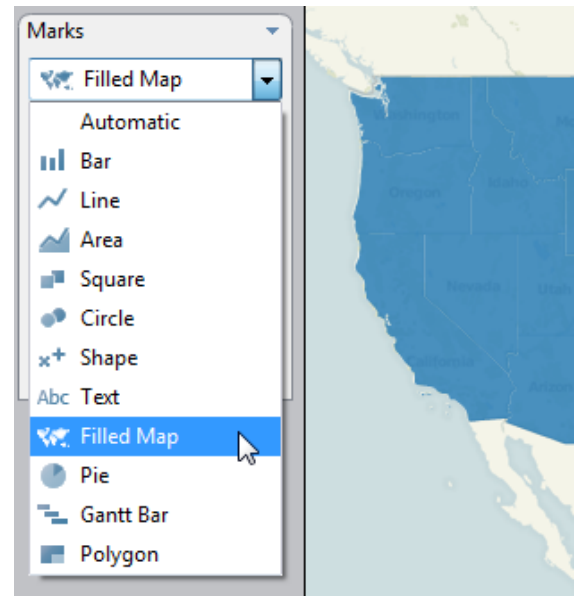 Marks
Filled Map
Automatic
Bar
Line
Area
Square
Circle
Shape
Abc Text
Filled Map
Pie
Gantt Bar
Polygon
Washington
Oregon
Idaho
Nevada
Utah
California